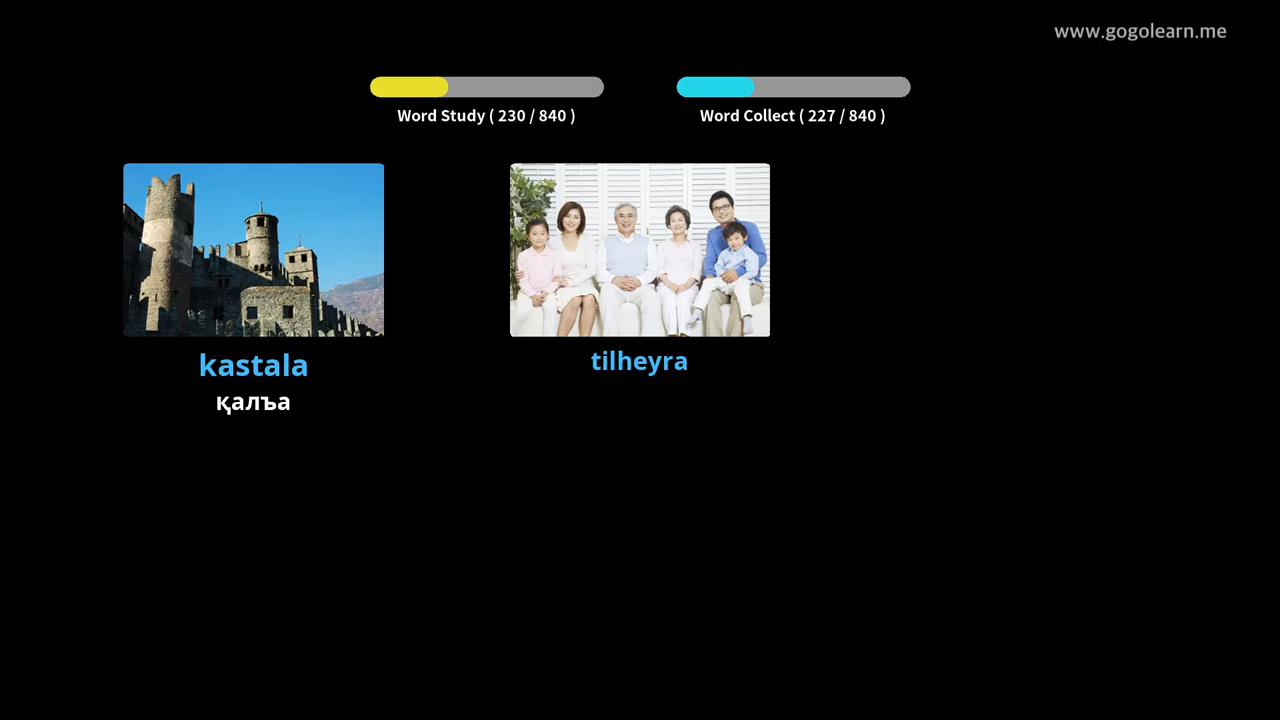 www.gogolearn.me
Word Study ( 230 / 840 )
Word Collect ( 227 / 840 )
kastala
қалъа
tilheyra